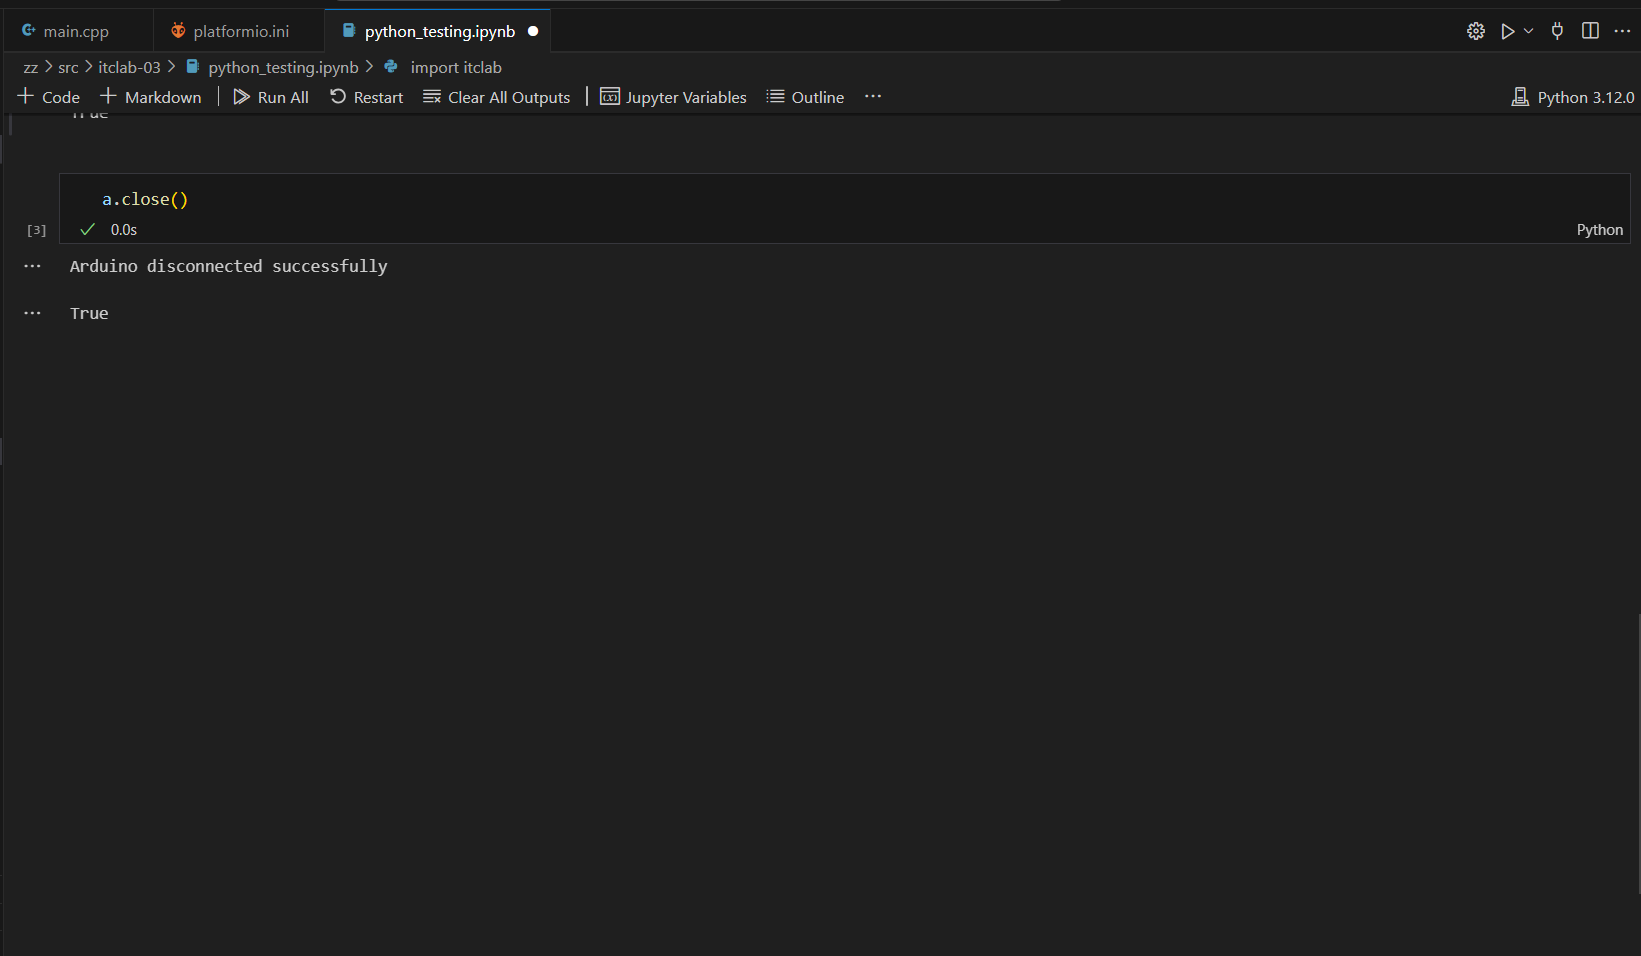 main.cpp platformio.ini python_testing.ipynb
zz > src > itclab-03 > python_testing.ipynb > import itclab
+ Code + Markdown | Run All Restart Clear All Outputs | Jupyter Variables Outline ... Python 3.12.0
True
a.close()
[3] 0.0s Python
... Arduino disconnected successfully
... True